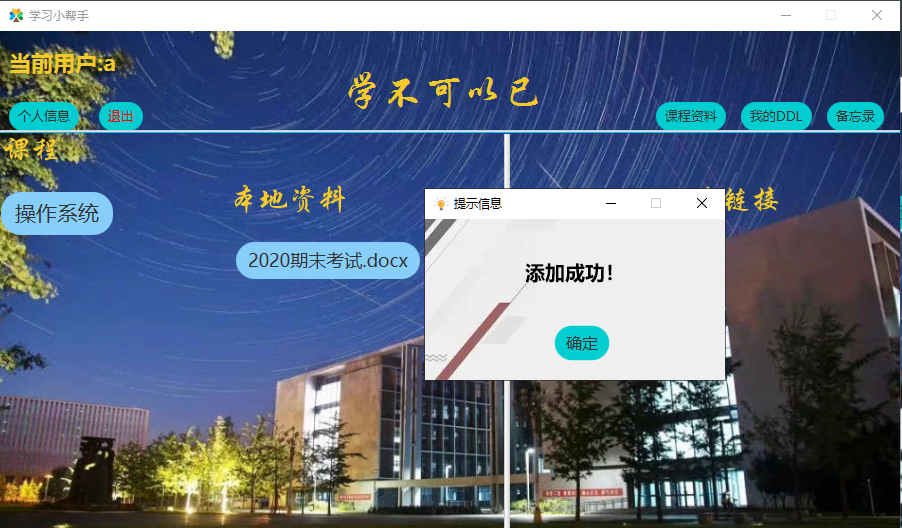 学习小帮手
当前用户:a
学不可以已
个人信息
退出
课程资料
我的DDL
备忘录
课程
本地资料
链接
操作系统
2020期末考试.docx
提示信息
添加成功!
确定